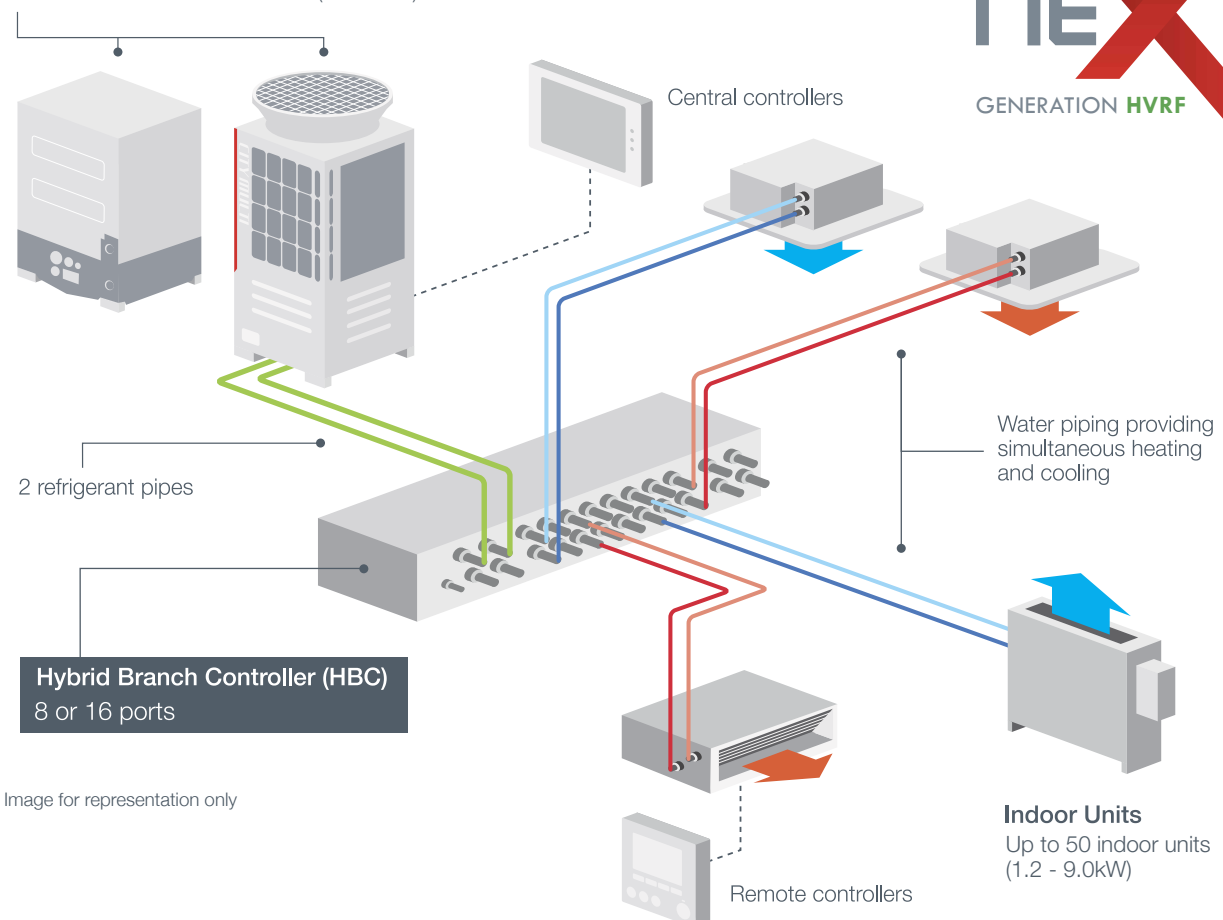 NEX
GENERATION HVRF
Central controllers
Water piping providing
simultaneous heating
and cooling
2 refrigerant pipes
Hybrid Branch Controller (HBC)
8 or 16 ports
Image for representation only
Indoor Units
Up to 50 indoor units
(1.2 - 9.0kW)
Remote controllers